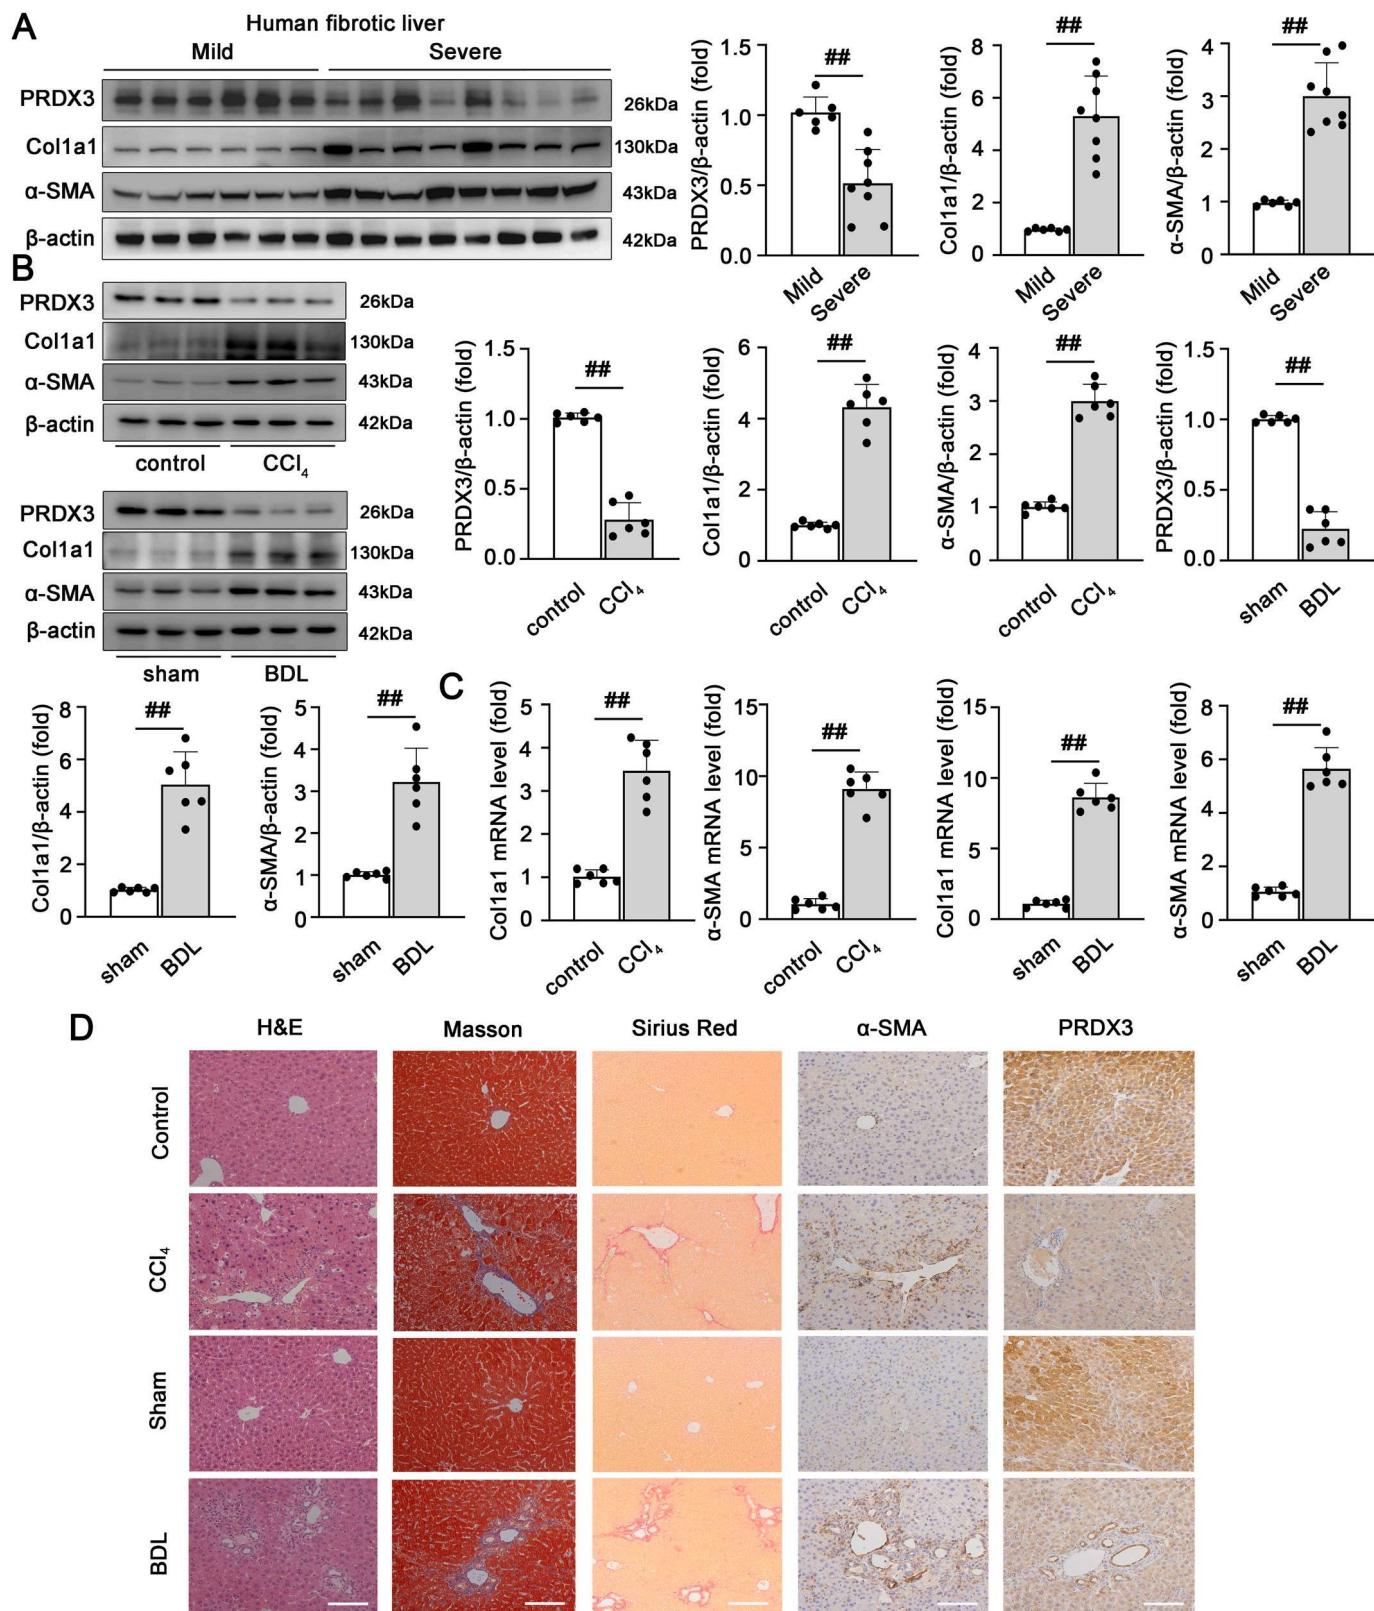 A
Human fibrotic liver
Mild Severe
PRDX3 26kDa
Col1a1 130kDa
α-SMA 43kDa
β-actin 42kDa
PRDX3/β-actin (fold)
1.5
1.0
0.5
0.0
##
Mild
Severe
Col1a1/β-actin (fold)
8
6
4
2
0
##
Mild
Severe
α-SMA/β-actin (fold)
4
3
2
1
0
##
Mild
Severe
B
PRDX3 26kDa
Col1a1 130kDa
α-SMA 43kDa
β-actin 42kDa
control CCl4
PRDX3 26kDa
Col1a1 130kDa
α-SMA 43kDa
β-actin 42kDa
sham BDL
PRDX3/β-actin (fold)
1.5
1.0
0.5
0.0
##
control
CCl4
Col1a1/β-actin (fold)
6
4
2
0
##
control
CCl4
α-SMA/β-actin (fold)
4
3
2
1
0
##
control
CCl4
PRDX3/β-actin (fold)
1.5
1.0
0.5
0.0
##
sham
BDL
Col1a1/β-actin (fold)
8
6
4
2
0
##
sham
BDL
α-SMA/β-actin (fold)
5
4
3
2
1
0
##
sham
BDL
C
Col1a1 mRNA level (fold)
5
4
3
2
1
0
##
control
CCl4
α-SMA mRNA level (fold)
15
10
5
0
##
control
CCl4
Col1a1 mRNA level (fold)
15
10
5
0
##
sham
BDL
α-SMA mRNA level (fold)
8
6
4
2
0
##
sham
BDL
D
H&E Masson Sirius Red α-SMA PRDX3
Control
CCl4
Sham
BDL